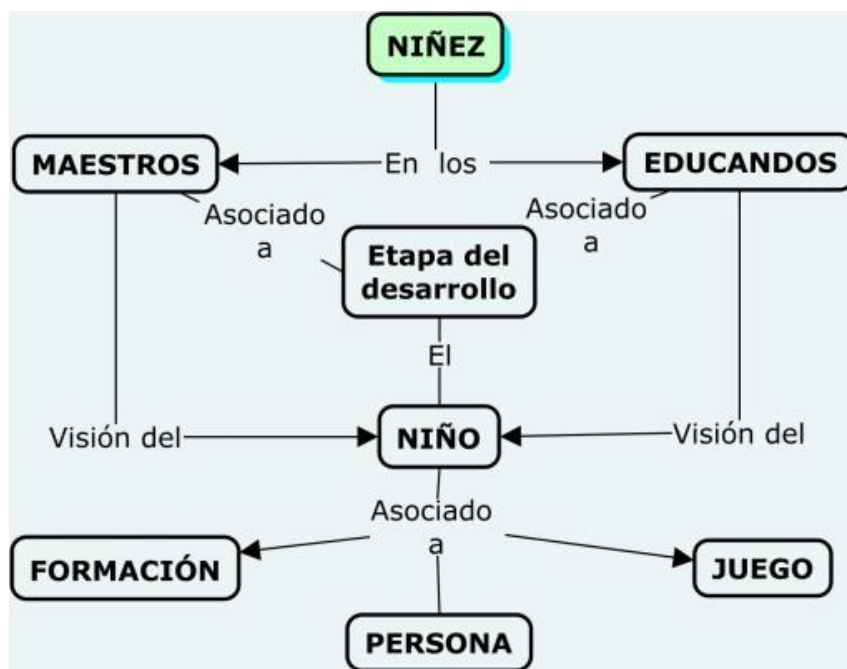 NIÑEZ
MAESTROS
En los
EDUCANDOS
Asociado
a
Asociado
a
Etapa del
desarrollo
El
Visión del
NIÑO
Visión del
Asociado
a
FORMACIÓN
JUEGO
PERSONA